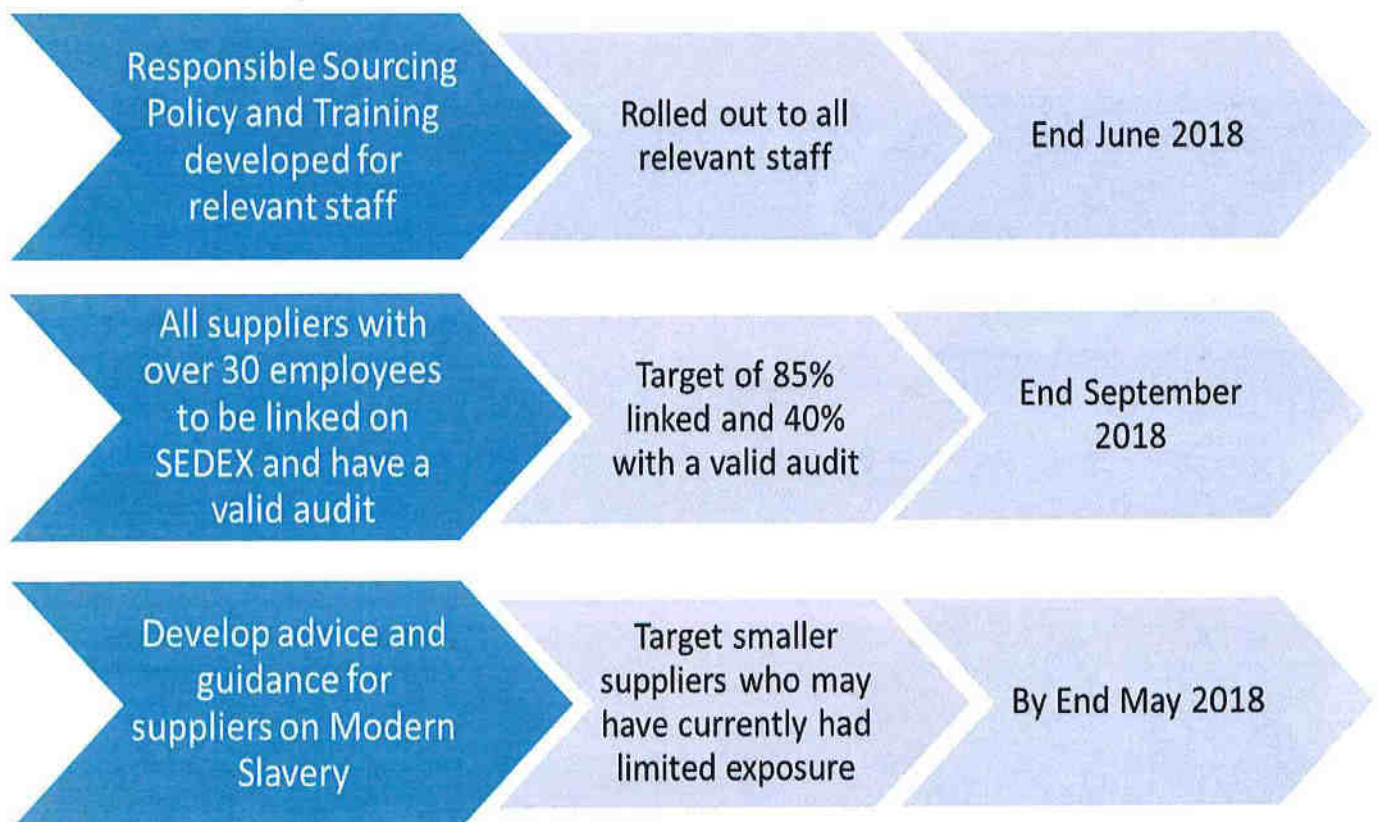 Responsible Sourcing
Policy and Training
developed for
relevant staff
Rolled out to all
relevant staff
End June 2018
All suppliers with
over 30 employees
to be linked on
SEDEX and have a
valid audit
Target of 85%
linked and 40%
with a valid audit
End September
2018
Develop advice and
guidance for
suppliers on Modern
Slavery
Target smaller
suppliers who may
have currently had
limited exposure
By End May 2018